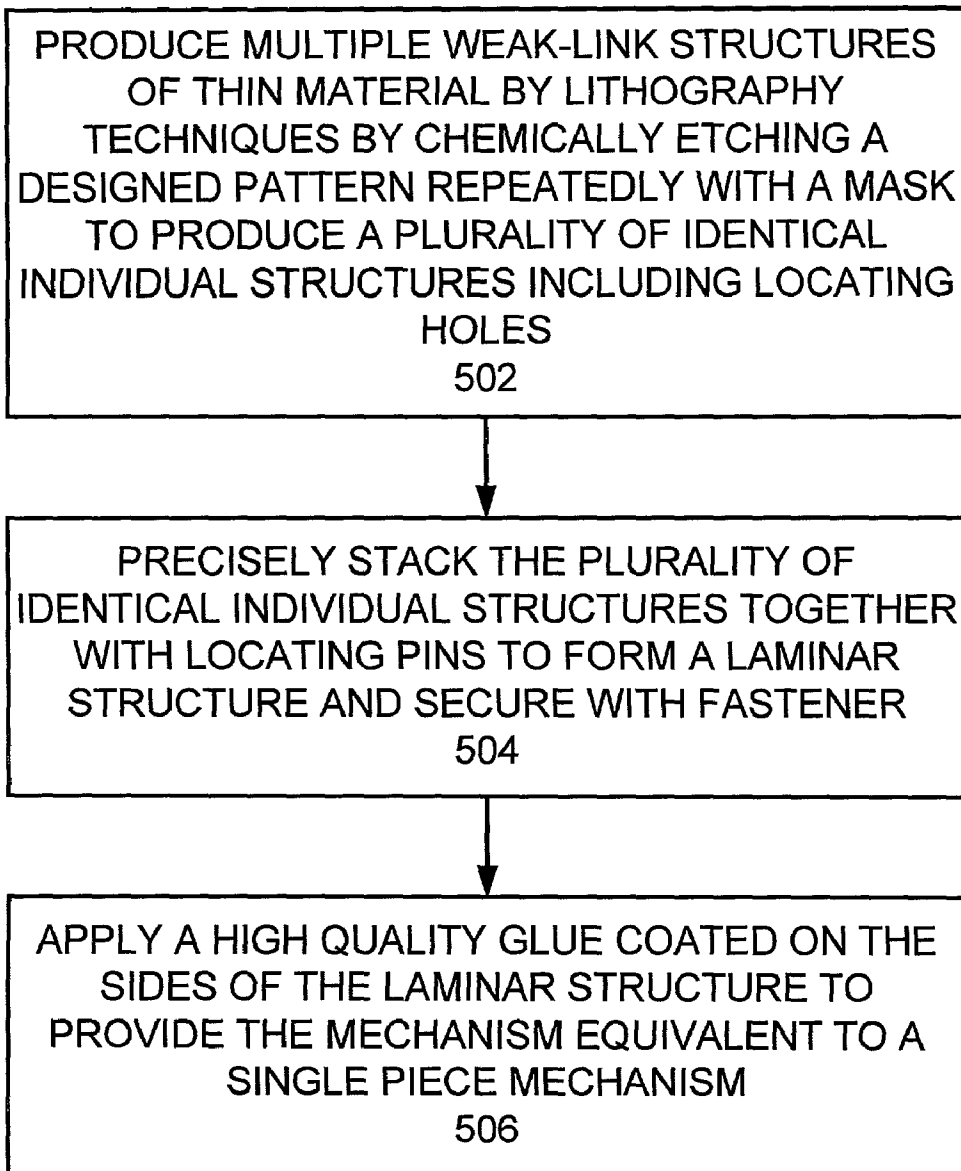 PRODUCE MULTIPLE WEAK-LINK STRUCTURES
OF THIN MATERIAL BY LITHOGRAPHY
TECHNIQUES BY CHEMICALLY ETCHING A
DESIGNED PATTERN REPEATEDLY WITH A MASK
TO PRODUCE A PLURALITY OF IDENTICAL
INDIVIDUAL STRUCTURES INCLUDING LOCATING
HOLES
502
PRECISELY STACK THE PLURALITY OF
IDENTICAL INDIVIDUAL STRUCTURES TOGETHER
WITH LOCATING PINS TO FORM A LAMINAR
STRUCTURE AND SECURE WITH FASTENER
504
APPLY A HIGH QUALITY GLUE COATED ON THE
SIDES OF THE LAMINAR STRUCTURE TO
PROVIDE THE MECHANISM EQUIVALENT TO A
SINGLE PIECE MECHANISM
506